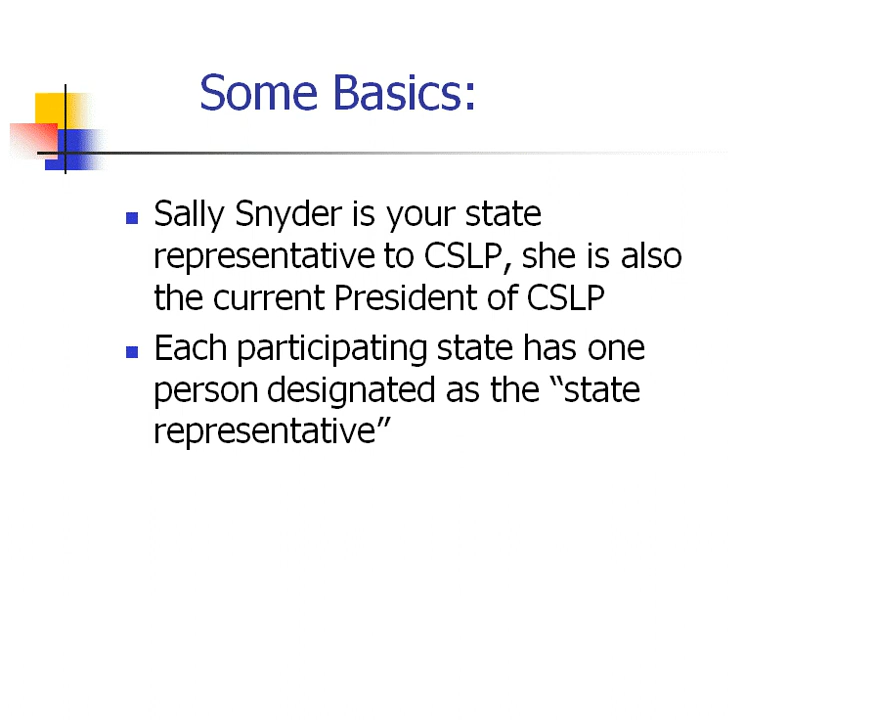 Some Basics:
Sally Snyder is your state
representative to CSLP, she is also
the current President of CSLP
Each participating state has one
person designated as the “state
representative”